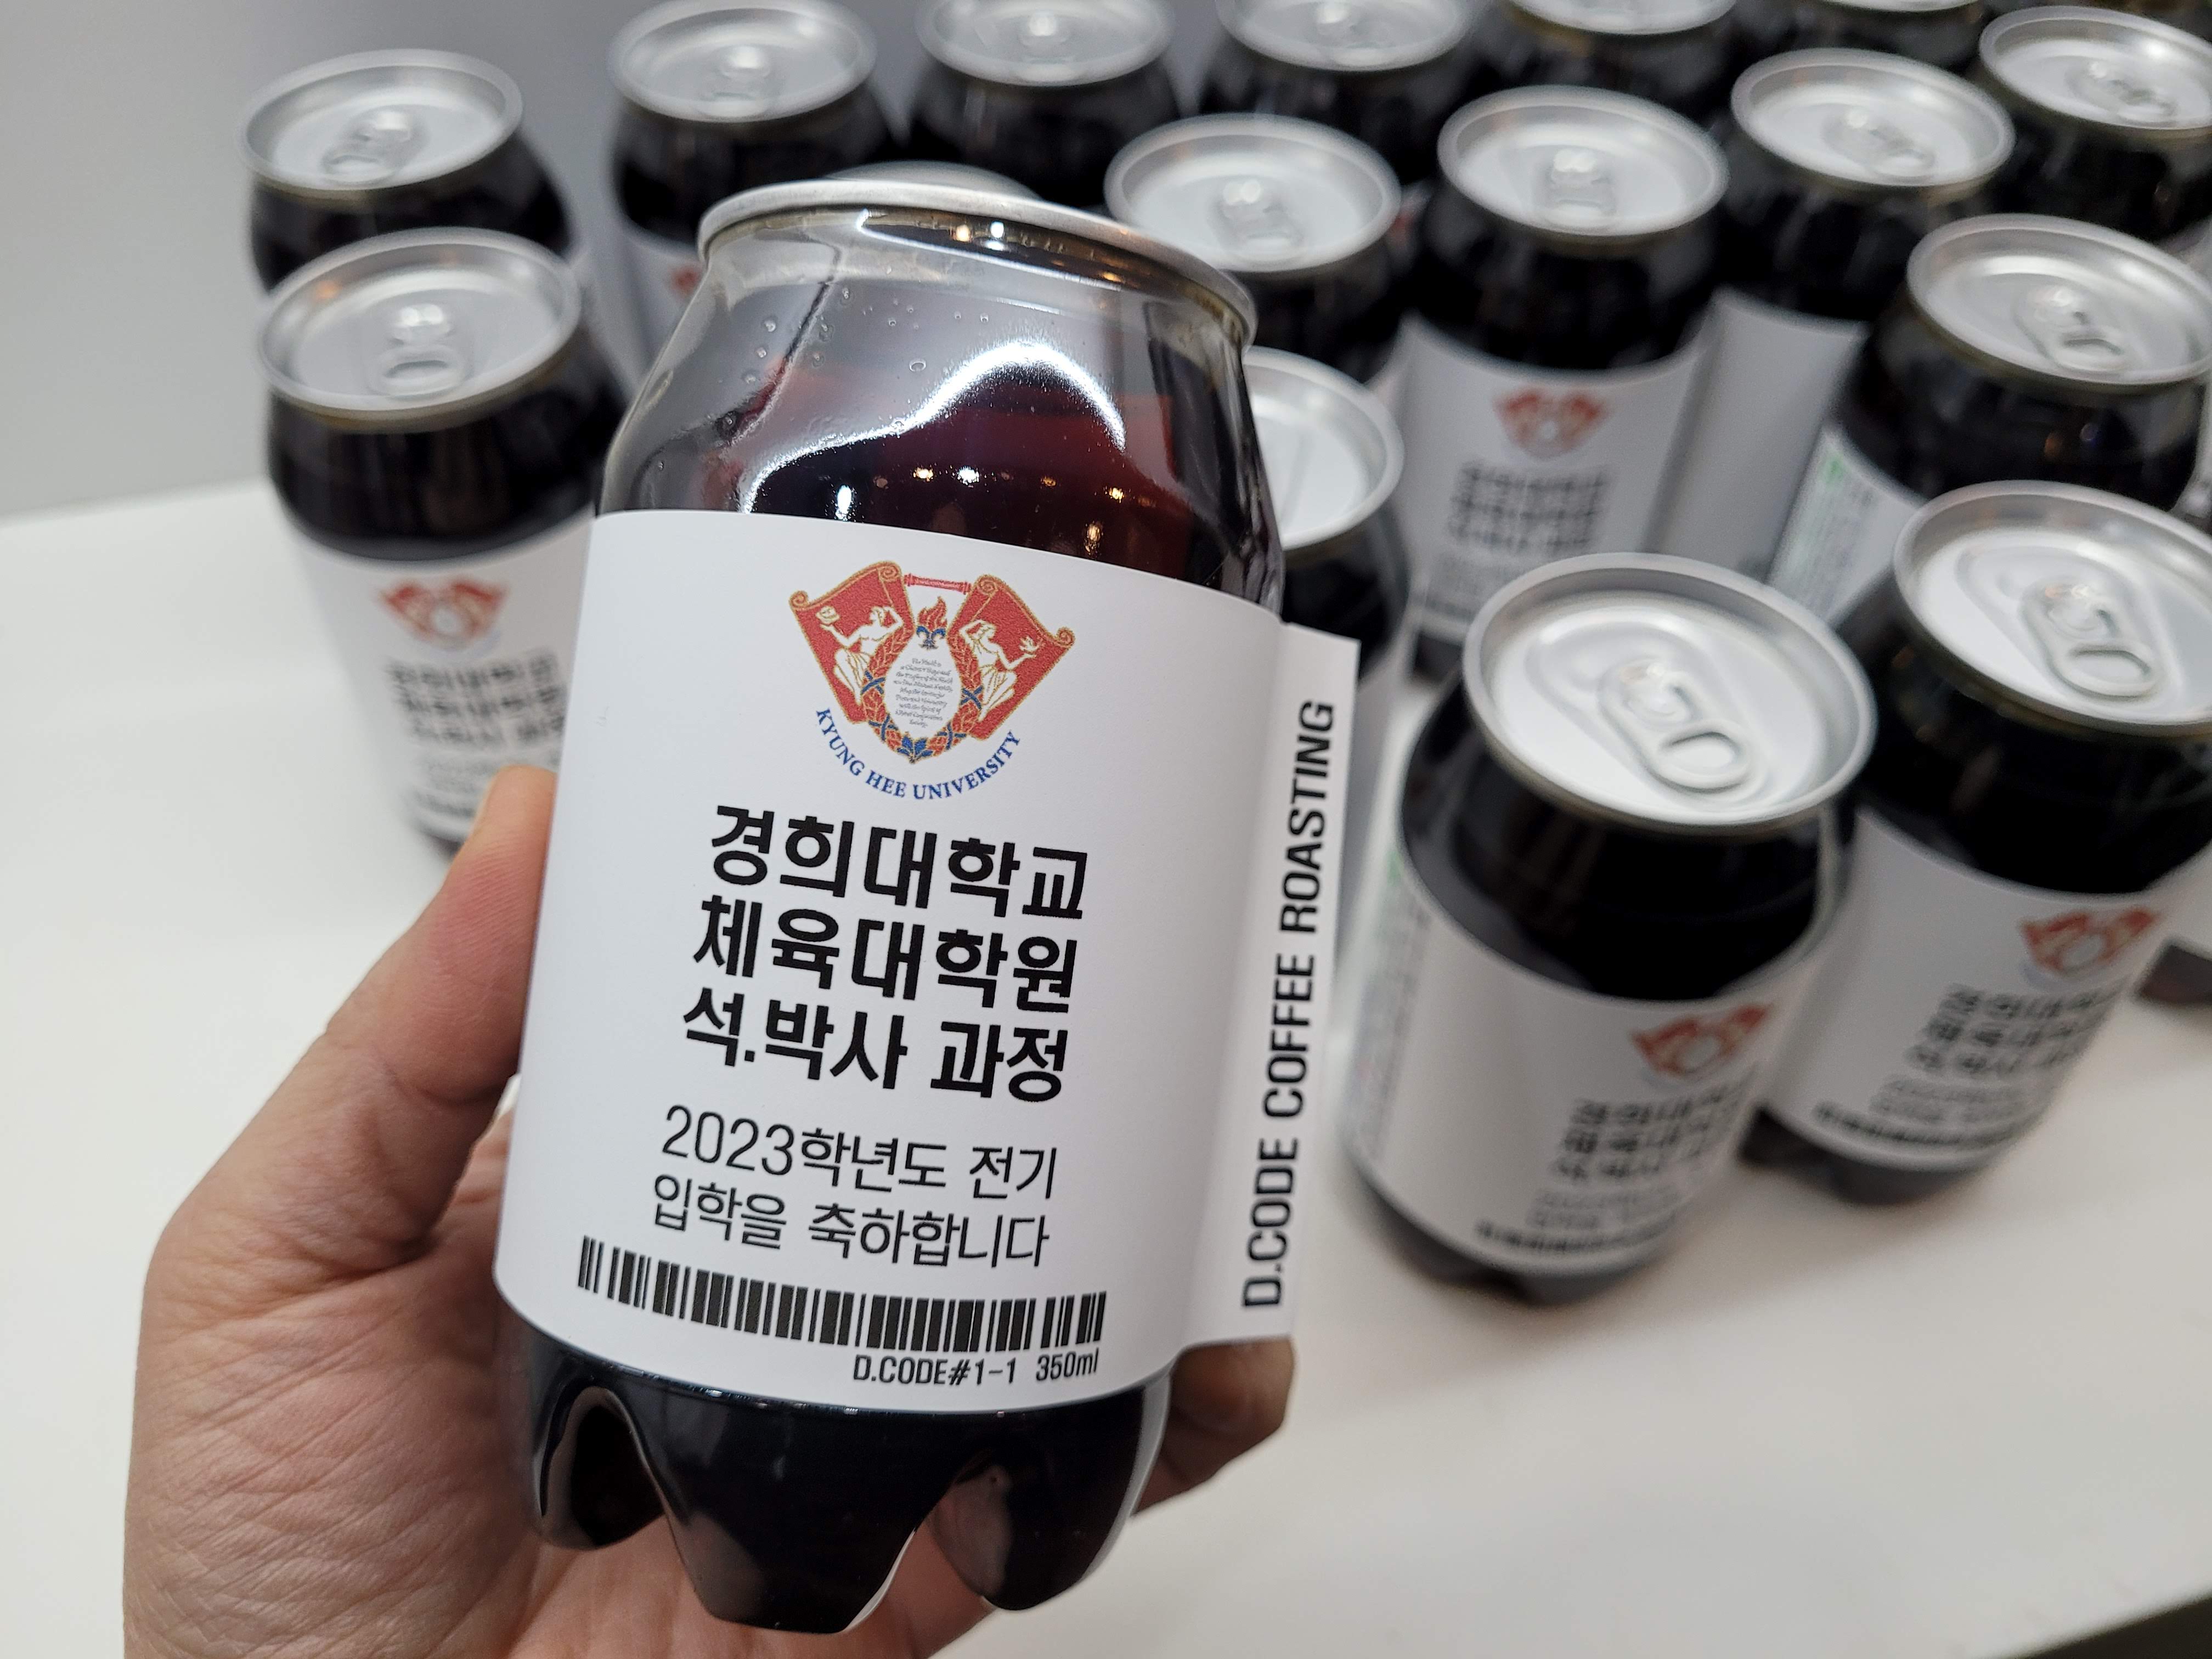 KYUNG HEE UNIVERSITY
경희대학교
체육대학원
석.박사 과정
2023학년도 전기
입학을 축하합니다
D.CODE#1-1 350ml
D.CODE COFFEE ROASTING